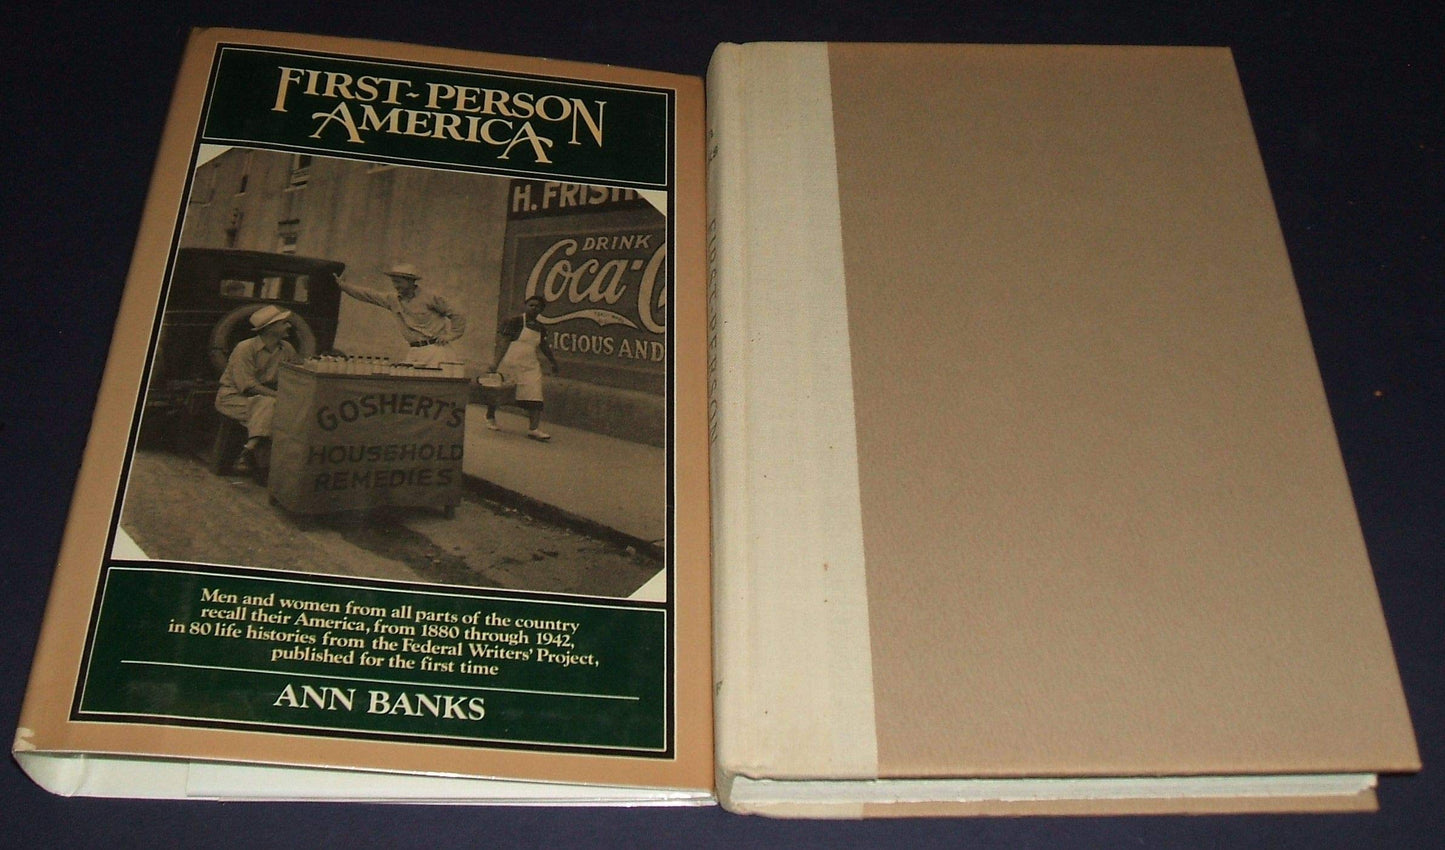 FIRST-PERSON
AMERICA
H. FRISTH
DRINK
Coca-C
LICIOUS AND
GOSHERT'S
HOUSEHOLD
REMEDIES
Men and women from all parts of the country
recall their America, from 1880 through 1942,
in 80 life histories from the Federal Writers' Project,
published for the first time
ANN BANKS